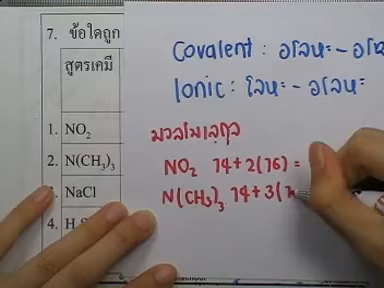 7. ข้อใดถูก
สูตรเคมี
1. NO₂
2. N(CH₃)₃
3. NaCl
4. H
Covalent : อโลหะ - อโ
Ionic : โลหะ - อโลหะ
มวลโมเลกุล
NO₂ 14+2(16) =
N(CH₃)₃ 14+3(